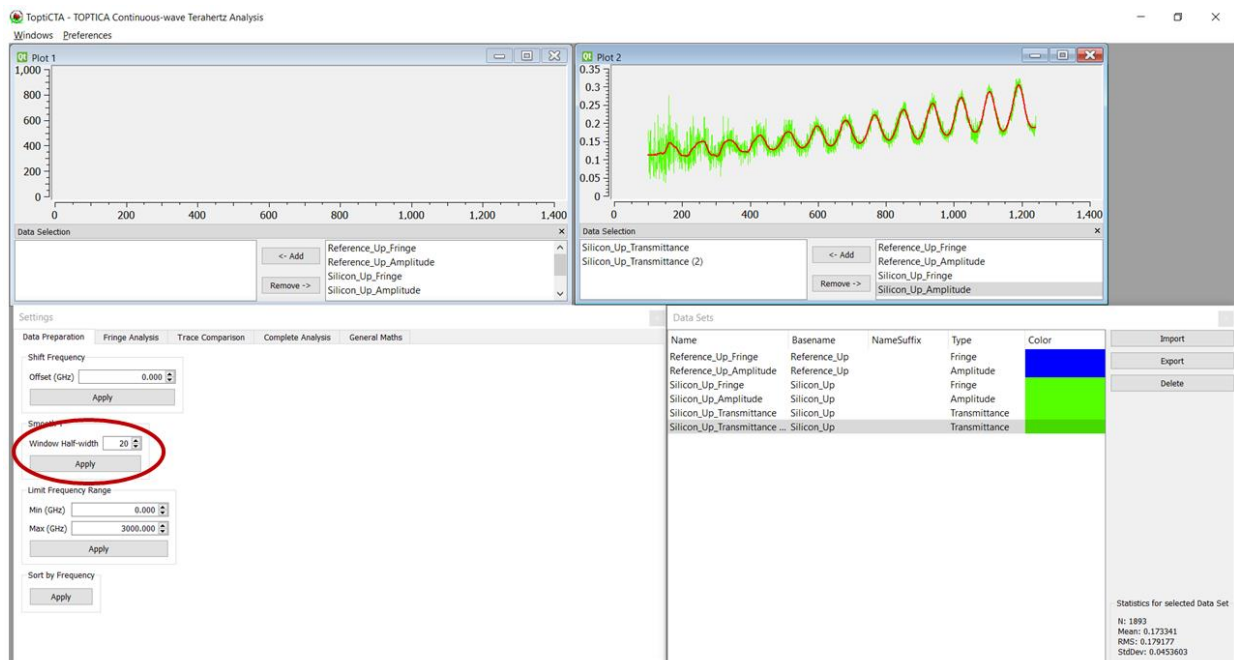 ToptiCTA - TOPTICA Continuous-wave Terahertz Analysis
Windows Preferences
Plot 1
1,000
800
600
400
200
0
0 200 400 600 800 1,000 1,200 1,400
Data Selection
<- Add
Remove ->
Reference_Up_Fringe
Reference_Up_Amplitude
Silicon_Up_Fringe
Silicon_Up_Amplitude
Plot 2
0.35
0.3
0.25
0.2
0.15
0.1
0.05
0
0 200 400 600 800 1,000 1,200 1,400
Data Selection
Silicon_Up_Transmittance
Silicon_Up_Transmittance (2)
<- Add
Remove ->
Reference_Up_Fringe
Reference_Up_Amplitude
Silicon_Up_Fringe
Silicon_Up_Amplitude
Settings
Data Preparation Fringe Analysis Trace Comparison Complete Analysis General Maths
Shift Frequency
Offset (GHz) 0.000
Apply
Window Half-width 20
Apply
Limit Frequency Range
Min (GHz) 0.000
Max (GHz) 3000.000
Apply
Sort by Frequency
Apply
Data Sets
Name Basename NameSuffix Type Color
Reference_Up_Fringe Reference_Up Fringe
Reference_Up_Amplitude Reference_Up Amplitude
Silicon_Up_Fringe Silicon_Up Fringe
Silicon_Up_Amplitude Silicon_Up Amplitude
Silicon_Up_Transmittance Silicon_Up Transmittance
Silicon_Up_Transmittance ... Silicon_Up Transmittance
Import
Export
Delete
Statistics for selected Data Set
N: 1893
Mean: 0.173341
RMS: 0.179177
StdDev: 0.0453603